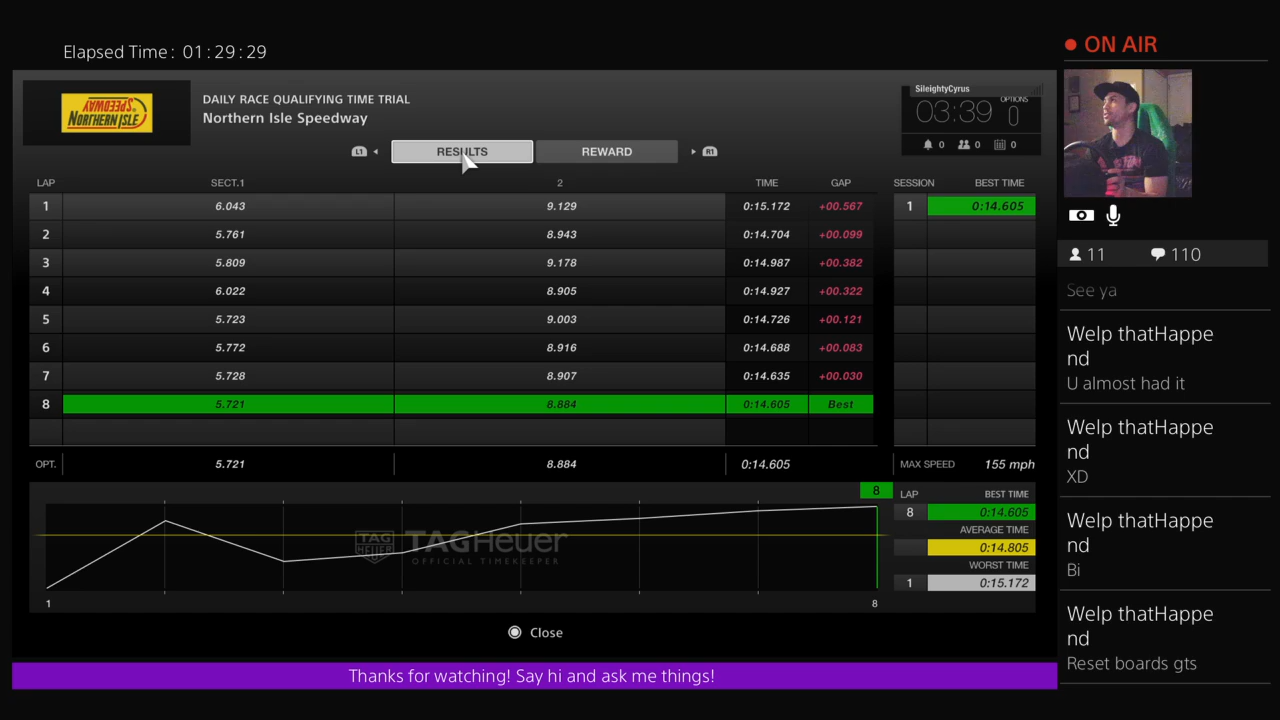 Elapsed Time: 01:29:29
ON AIR
SPEEDWAY
NORTHERN ISLE
DAILY RACE QUALIFYING TIME TRIAL
Northern Isle Speedway
SileightyCyrus
03:39
OPTIONS
0
0 0 0
L1 RESULTS REWARD R1
11 110
LAP SECT.1 2 TIME GAP
1 6.043 9.129 0:15.172 +00.567
2 5.761 8.943 0:14.704 +00.099
3 5.809 9.178 0:14.987 +00.382
4 6.022 8.905 0:14.927 +00.322
5 5.723 9.003 0:14.726 +00.121
6 5.772 8.916 0:14.688 +00.083
7 5.728 8.907 0:14.635 +00.030
8 5.721 8.884 0:14.605 Best
OPT. 5.721 8.884 0:14.605
SESSION BEST TIME
1 0:14.605
MAX SPEED 155 mph
8
TAG HEUER
TAGHeuer
OFFICIAL TIMEKEEPER
1 8
LAP BEST TIME
8 0:14.605
AVERAGE TIME
0:14.805
WORST TIME
1 0:15.172
Close
Thanks for watching! Say hi and ask me things!
See ya
Welp thatHappe
nd
U almost had it
Welp thatHappe
nd
XD
Welp thatHappe
nd
Bi
Welp thatHappe
nd
Reset boards gts